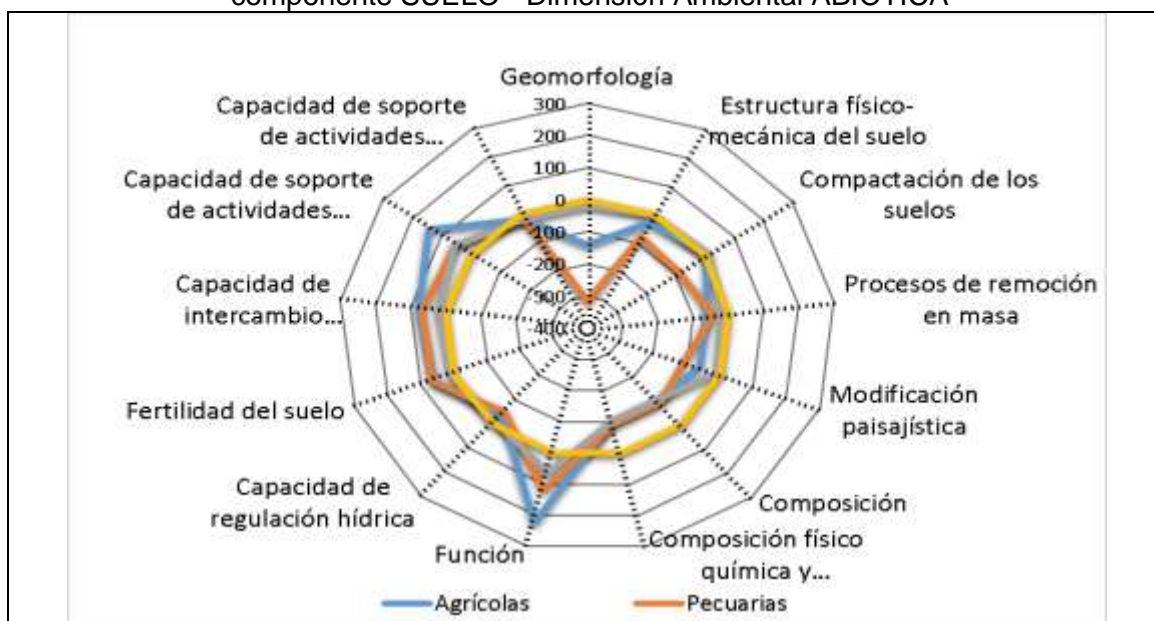 componente SUELO - Dimensión Ambiental ABIÓTICA
Geomorfología
Capacidad de soporte
de actividades...
Estructura físico-
mecánica del suelo
Capacidad de soporte
de actividades...
Compactación de los
suelos
Capacidad de
intercambio...
Procesos de remoción
en masa
Fertilidad del suelo
Modificación
paisajística
Capacidad de
regulación hídrica
Composición
Función
Composición físico
química y...
300
200
100
0
-100
-200
-300
-400
Agrícolas
Pecuarias